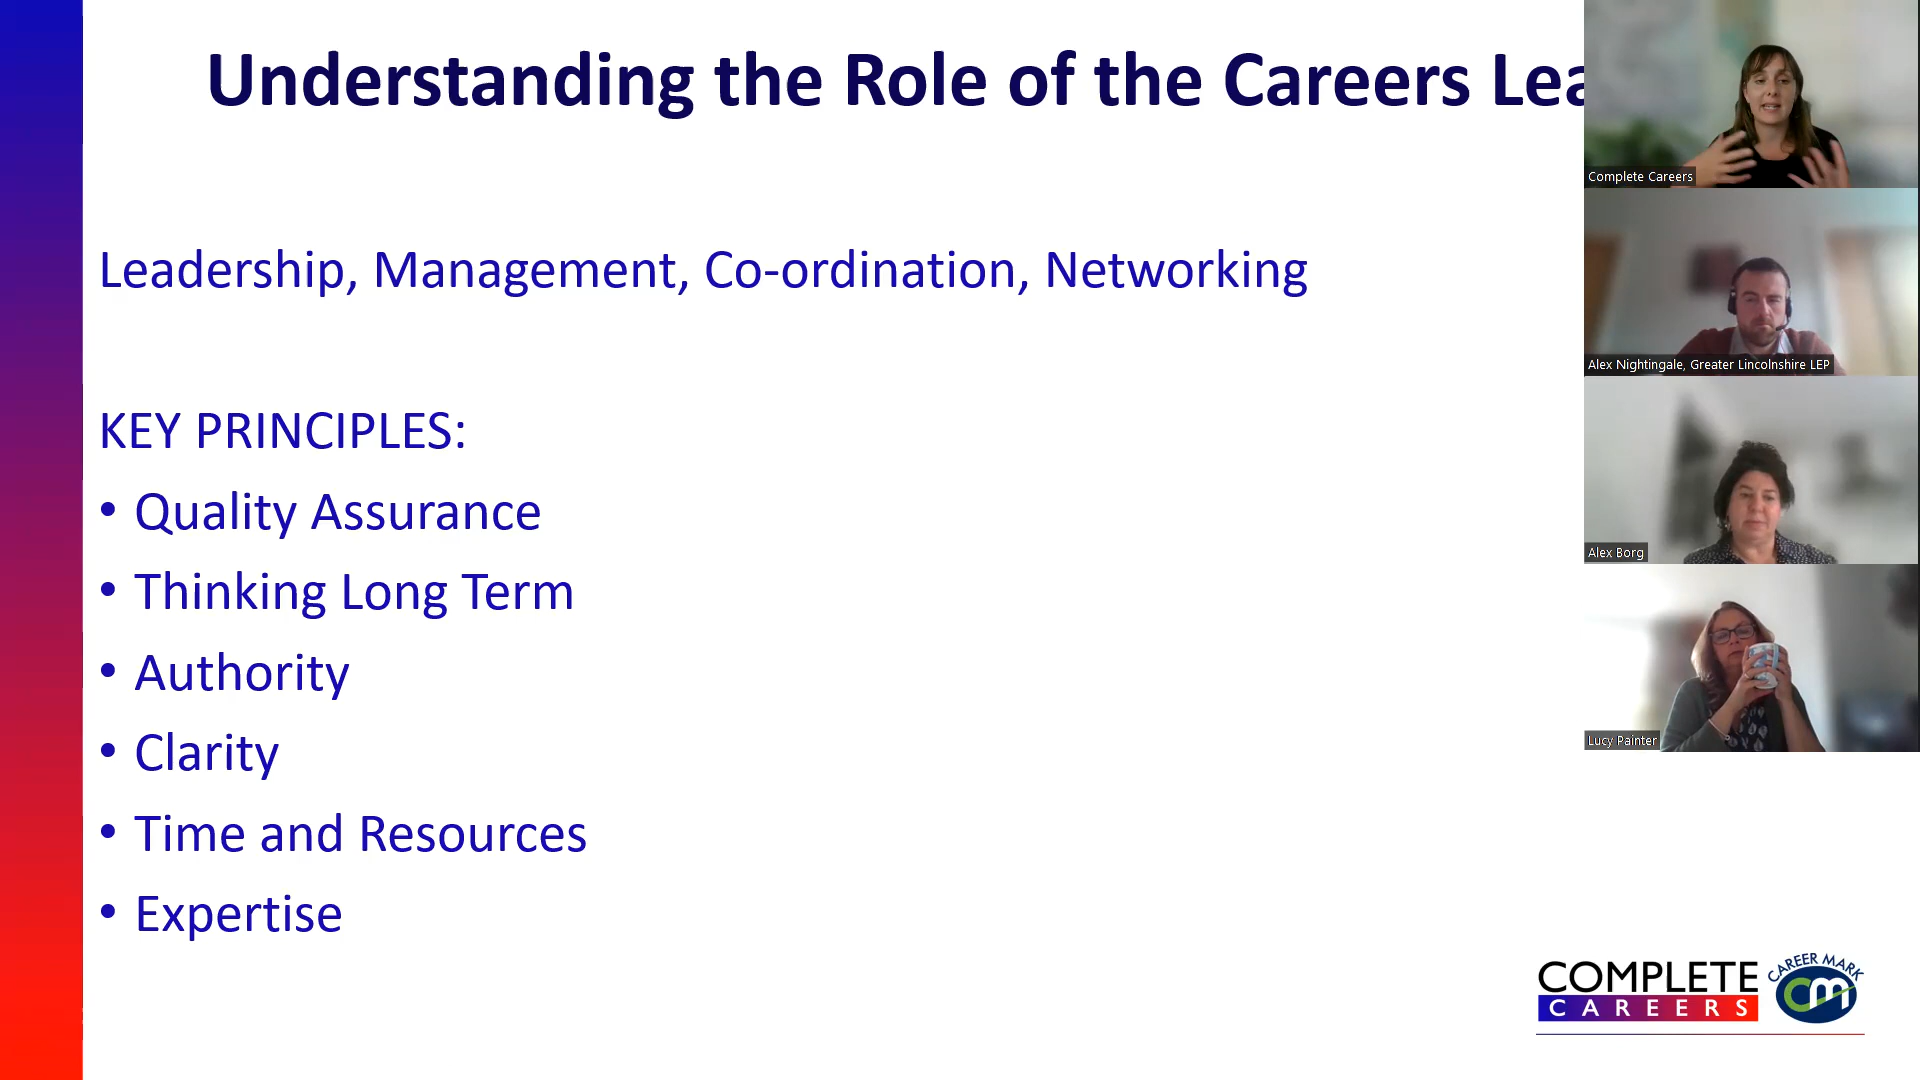 Understanding the Role of the Careers Lea
Leadership, Management, Co-ordination, Networking
KEY PRINCIPLES:
• Quality Assurance
• Thinking Long Term
• Authority
• Clarity
• Time and Resources
• Expertise
Complete Careers
Alex Nightingale, Greater Lincolnshire LEP
Alex Borg
Lucy Painter
COMPLETE
CAREERS
CAREER MARK
cm